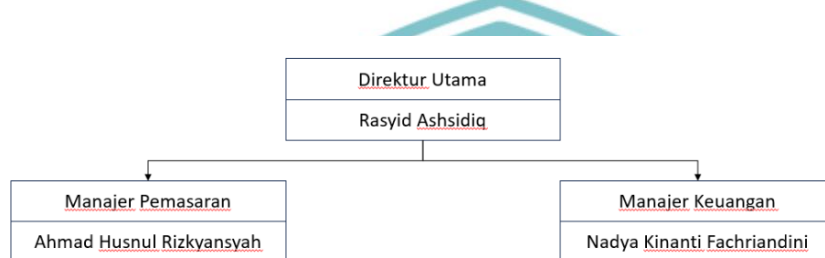 Direktur Utama
Rasyid Ashsidiq
Manajer Pemasaran
Ahmad Husnul Rizkyansyah
Manajer Keuangan
Nadya Kinanti Fachriandini